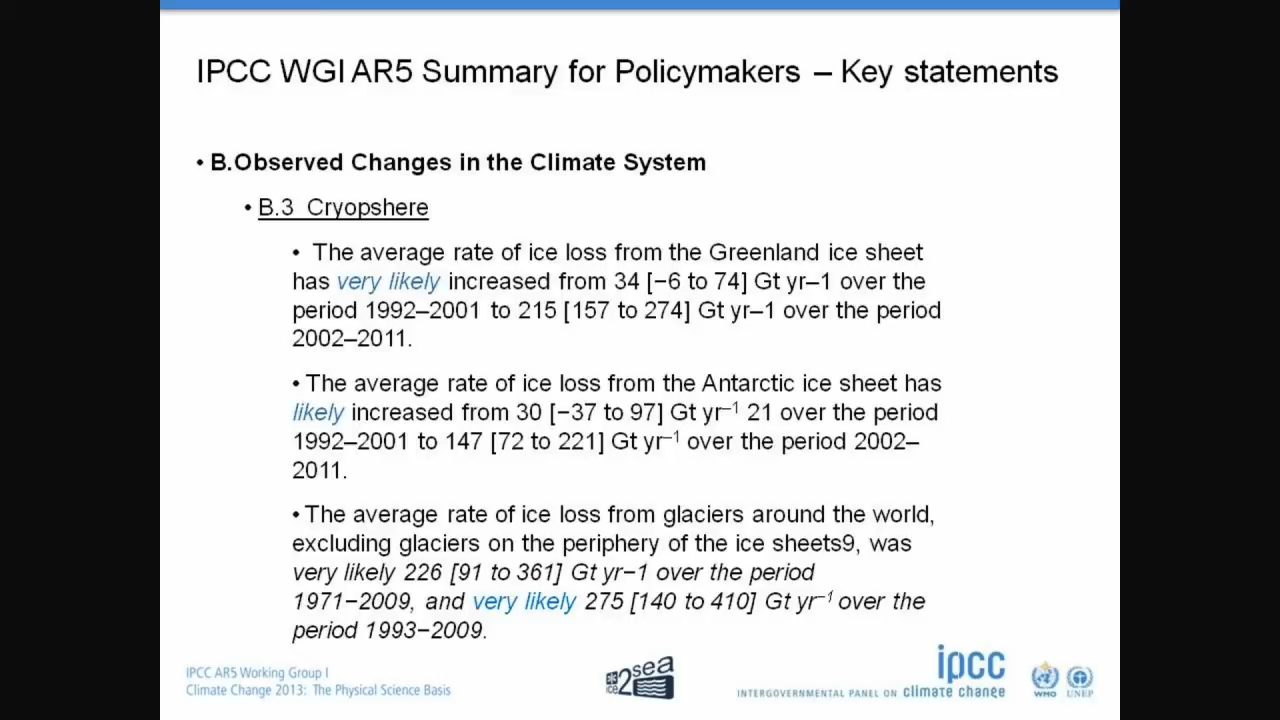 IPCC WGI AR5 Summary for Policymakers – Key statements
• B.Observed Changes in the Climate System
• B.3 Cryopshere
• The average rate of ice loss from the Greenland ice sheet
has very likely increased from 34 [−6 to 74] Gt yr–1 over the
period 1992–2001 to 215 [157 to 274] Gt yr–1 over the period
2002–2011.
• The average rate of ice loss from the Antarctic ice sheet has
likely increased from 30 [−37 to 97] Gt yr⁻¹ 21 over the period
1992–2001 to 147 [72 to 221] Gt yr⁻¹ over the period 2002–
2011.
• The average rate of ice loss from glaciers around the world,
excluding glaciers on the periphery of the ice sheets9, was
very likely 226 [91 to 361] Gt yr−1 over the period
1971−2009, and very likely 275 [140 to 410] Gt yr⁻¹ over the
period 1993−2009.
IPCC AR5 Working Group I
Climate Change 2013: The Physical Science Basis
ice2sea
ipcc
INTERGOVERNMENTAL PANEL ON climate change
WMO
UNEP